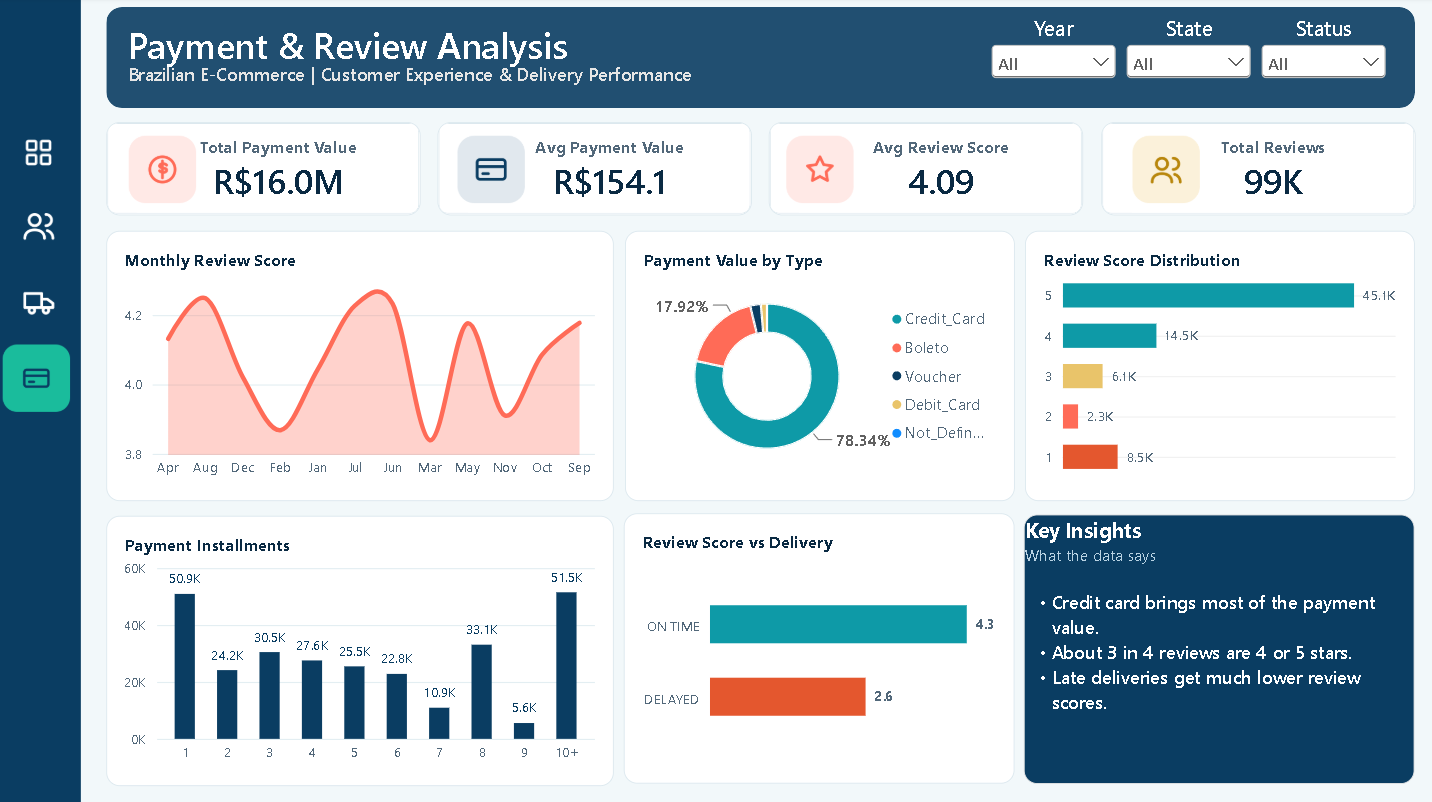 Payment & Review Analysis
Brazilian E-Commerce | Customer Experience & Delivery Performance
Year
State
Status
All
All
All
Total Payment Value
R$16.0M
Avg Payment Value
R$154.1
Avg Review Score
4.09
Total Reviews
99K
Monthly Review Score
4.2
4.0
3.8
Apr Aug Dec Feb Jan Jul Jun Mar May Nov Oct Sep
Payment Value by Type
17.92%
78.34%
Credit_Card
Boleto
Voucher
Debit_Card
Not_Defin...
Review Score Distribution
5 45.1K
4 14.5K
3 6.1K
2 2.3K
1 8.5K
Payment Installments
60K
40K
20K
0K
50.9K
24.2K
30.5K
27.6K
25.5K
22.8K
10.9K
33.1K
5.6K
51.5K
1 2 3 4 5 6 7 8 9 10+
Review Score vs Delivery
ON TIME 4.3
DELAYED 2.6
Key Insights
What the data says
• Credit card brings most of the payment
value.
• About 3 in 4 reviews are 4 or 5 stars.
• Late deliveries get much lower review
scores.